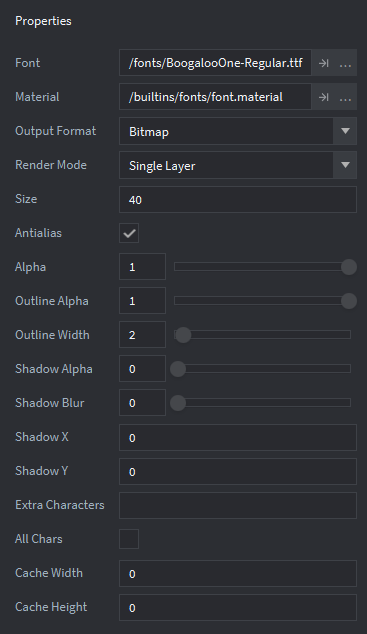 Properties
Font /fonts/BoogalooOne-Regular.ttf ...
Material /builtins/fonts/font.material ...
Output Format Bitmap
Render Mode Single Layer
Size 40
Antialias
Alpha 1
Outline Alpha 1
Outline Width 2
Shadow Alpha 0
Shadow Blur 0
Shadow X 0
Shadow Y 0
Extra Characters
All Chars
Cache Width 0
Cache Height 0